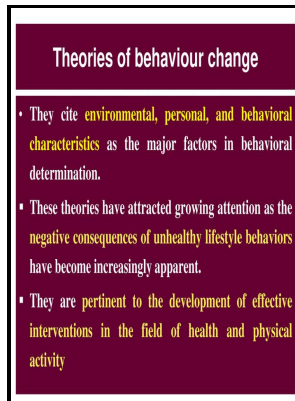 Theories of behaviour change
• They cite environmental, personal, and behavioral
characteristics as the major factors in behavioral
determination.
▪ These theories have attracted growing attention as the
negative consequences of unhealthy lifestyle behaviors
have become increasingly apparent.
▪ They are pertinent to the development of effective
interventions in the field of health and physical
activity